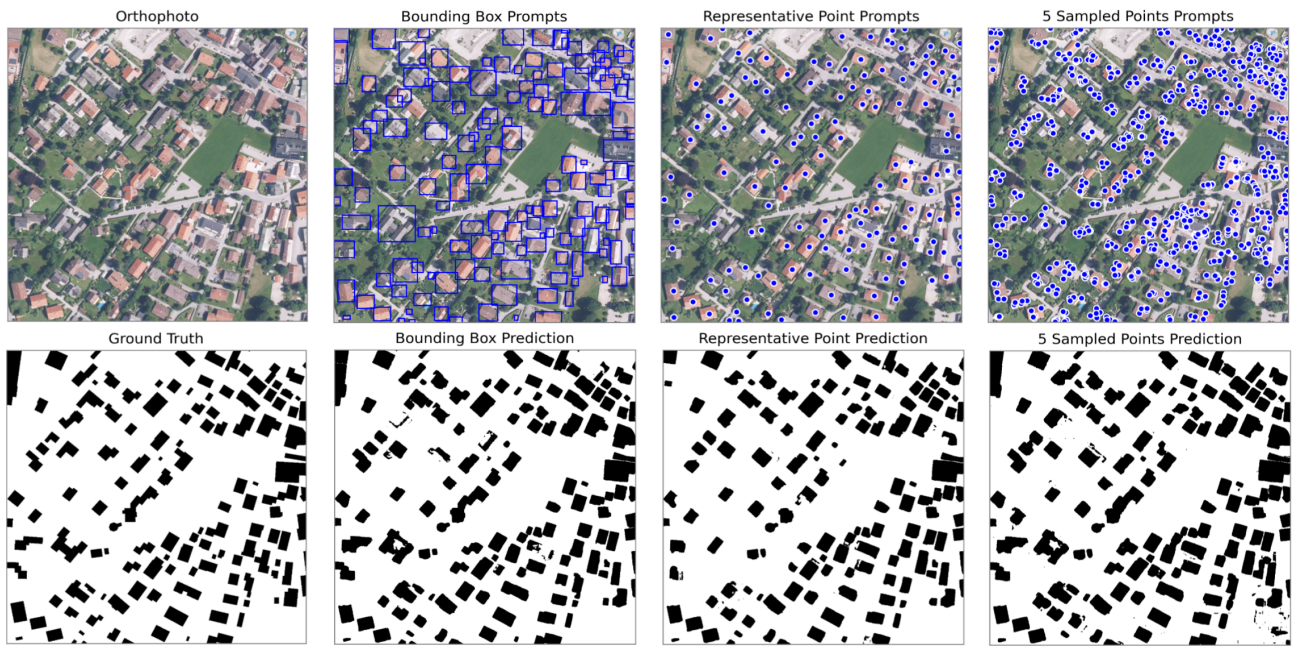 Orthophoto
Bounding Box Prompts
Representative Point Prompts
5 Sampled Points Prompts
Ground Truth
Bounding Box Prediction
Representative Point Prediction
5 Sampled Points Prediction